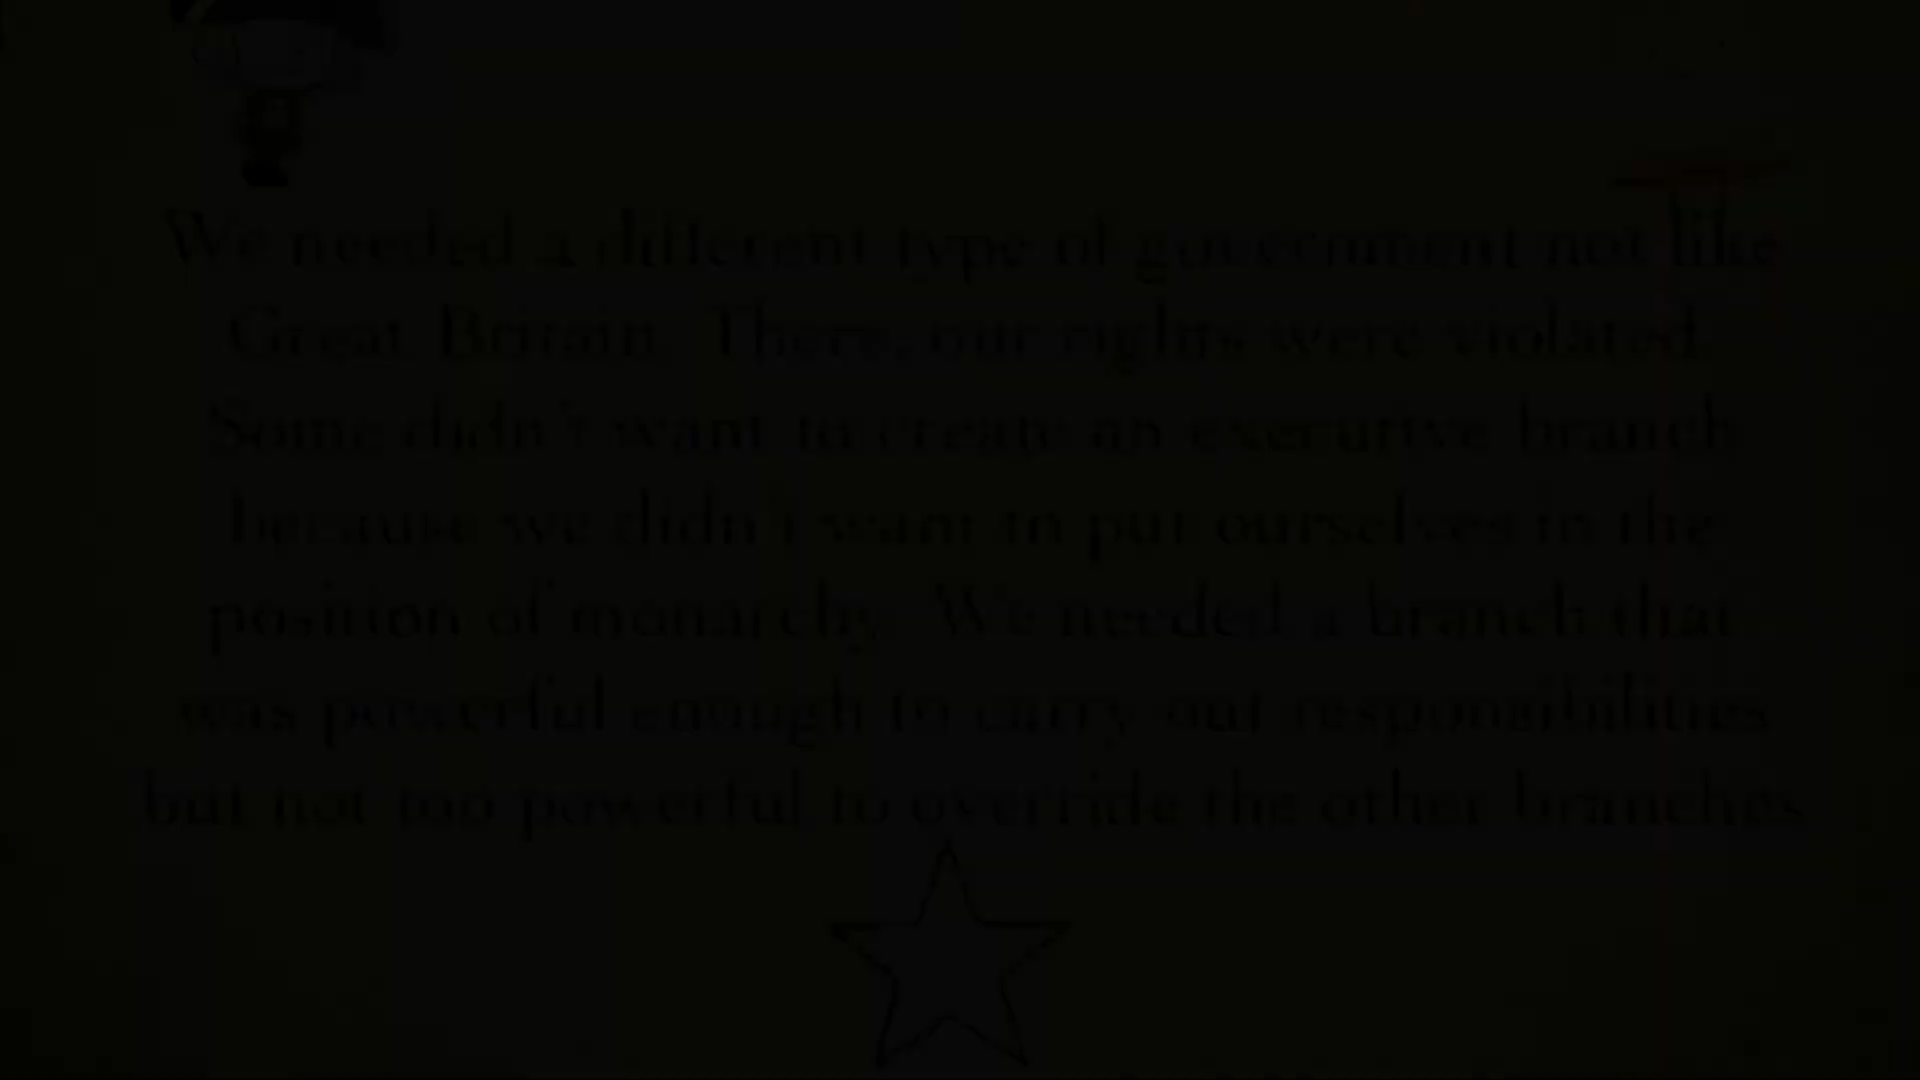 We needed a different type of government not like
Great Britain. There, our rights were violated.
Some didn't want to create an executive branch
because we didn't want to put ourselves in the
position of monarchy. We needed a branch that
was powerful enough to carry out responsibilities
but not too powerful to override the other branches